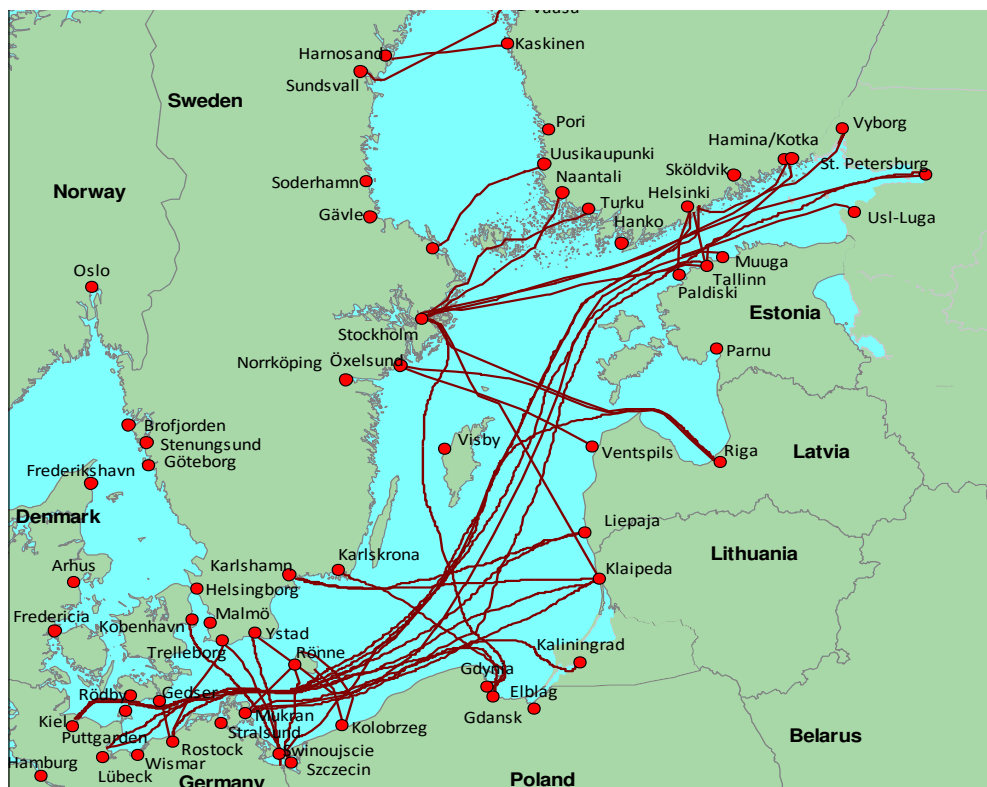 Vaasa
Harnosand
Kaskinen
Sundsvall
Sweden
Pori
Hamina/Kotka
Vyborg
Uusikaupunki
St. Petersburg
Sköldvik
Naantali
Soderhamn
Norway
Helsinki
Turku
Gävle
Usl-Luga
Hanko
Muuga
Oslo
Tallinn
Paldiski
Estonia
Stockholm
Parnu
Norrköping
Öxelsund
Brofjorden
Stenungsund
Visby
Ventspils
Riga
Latvia
Göteborg
Frederikshavn
Denmark
Liepaja
Lithuania
Karlskrona
Arhus
Karlshamn
Klaipeda
Helsingborg
Fredericia
Malmö
Kobenhavn
Ystad
Kaliningrad
Trelleborg
Rönne
Gdynia
Rödby
Gedser
Elblag
Kiel
Mukran
Gdansk
Kolobrzeg
Puttgarden
Stralsund
Belarus
Rostock
Swinoujscie
Hamburg
Wismar
Szczecin
Lübeck
Germany
Poland